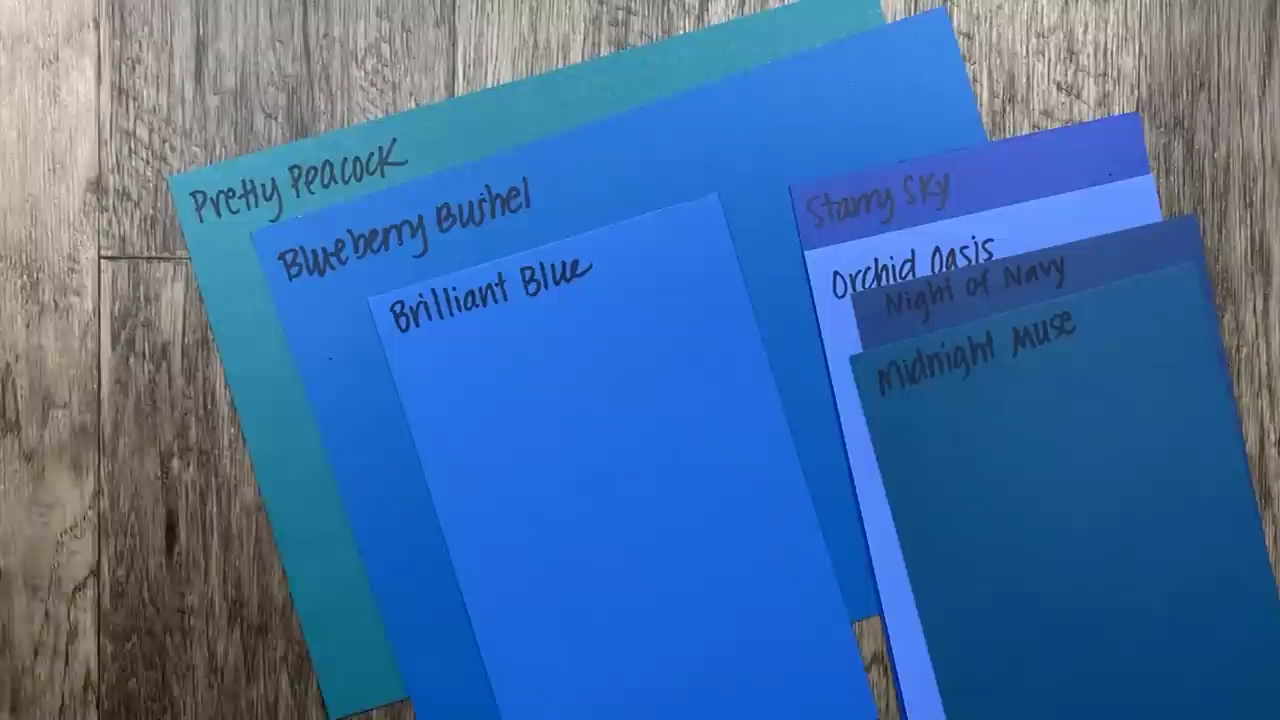 Pretty Peacock
Blueberry Bushel
Brilliant Blue
Starry Sky
Orchid Oasis
Night of Navy
Midnight Muse